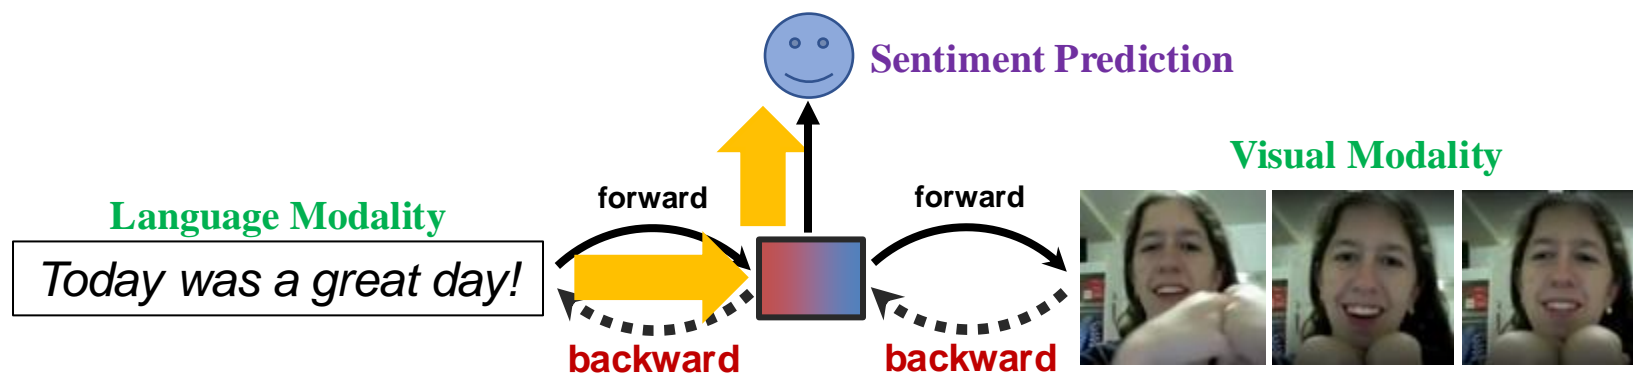 Sentiment Prediction
Visual Modality
forward
forward
Language Modality
Today was a great day!
backward
backward